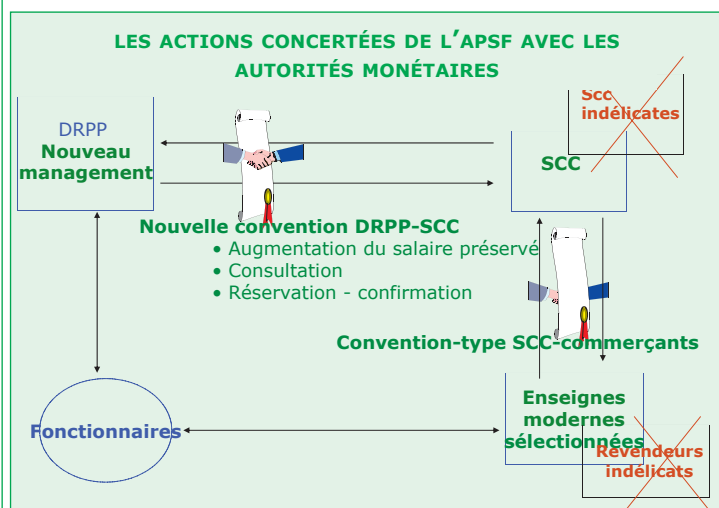 LES ACTIONS CONCERTÉES DE L'APSF AVEC LES
AUTORITÉS MONÉTAIRES
Scc
indélicates
DRPP
Nouveau
management
SCC
Nouvelle convention DRPP-SCC
• Augmentation du salaire préservé
• Consultation
• Réservation - confirmation
Convention-type SCC-commerçants
Enseignes
modernes
sélectionnées
Fonctionnaires
Revendeurs
indélicats